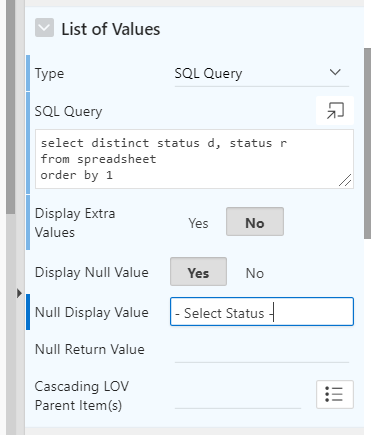 List of Values
Type SQL Query
SQL Query
select distinct status d, status r
from spreadsheet
order by 1
Display Extra
Values Yes No
Display Null Value Yes No
Null Display Value - Select Status -
Null Return Value
Cascading LOV
Parent Item(s)